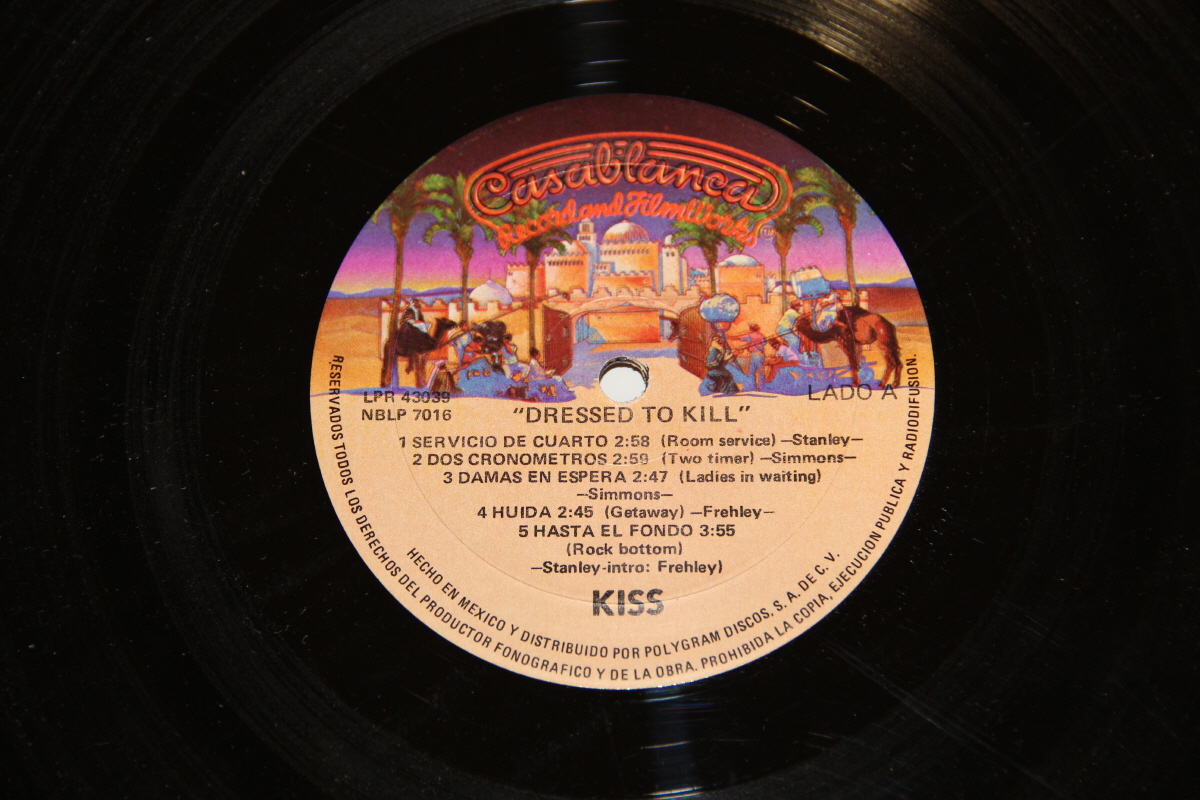 Casablanca
Record and FilmWorks
TM
LPR 43039
NBLP 7016
LADO A
"DRESSED TO KILL"
1 SERVICIO DE CUARTO 2:58 (Room service) —Stanley—
2 DOS CRONOMETROS 2:59 (Two timer) —Simmons—
3 DAMAS EN ESPERA 2:47 (Ladies in waiting)
—Simmons—
4 HUIDA 2:45 (Getaway) —Frehley—
5 HASTA EL FONDO 3:55
(Rock bottom)
—Stanley-intro: Frehley)
KISS
HECHO EN MEXICO Y DISTRIBUIDO POR POLYGRAM DISCOS, S. A. DE C. V.
RESERVADOS TODOS LOS DERECHOS DEL PRODUCTOR FONOGRAFICO Y DE LA OBRA. PROHIBIDA LA COPIA, EJECUCION PUBLICA Y RADIODIFUSION.